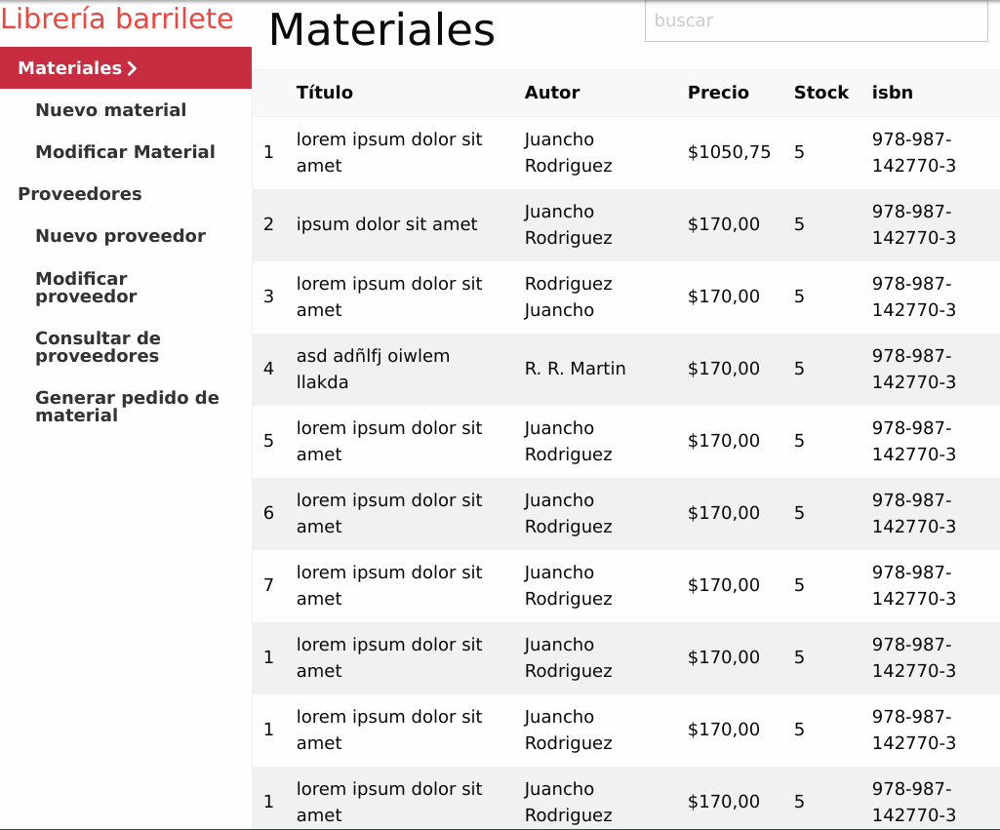 Librería barrilete
Materiales
Nuevo material
Modificar Material
Proveedores
Nuevo proveedor
Modificar
proveedor
Consultar de
proveedores
Generar pedido de
material
Materiales
buscar
Título Autor Precio Stock isbn
1 lorem ipsum dolor sit amet Juancho Rodriguez $1050,75 5 978-987-142770-3
2 ipsum dolor sit amet Juancho Rodriguez $170,00 5 978-987-142770-3
3 lorem ipsum dolor sit amet Rodriguez Juancho $170,00 5 978-987-142770-3
4 asd adñlfj oiwlem llakda R. R. Martin $170,00 5 978-987-142770-3
5 lorem ipsum dolor sit amet Juancho Rodriguez $170,00 5 978-987-142770-3
6 lorem ipsum dolor sit amet Juancho Rodriguez $170,00 5 978-987-142770-3
7 lorem ipsum dolor sit amet Juancho Rodriguez $170,00 5 978-987-142770-3
1 lorem ipsum dolor sit amet Juancho Rodriguez $170,00 5 978-987-142770-3
1 lorem ipsum dolor sit amet Juancho Rodriguez $170,00 5 978-987-142770-3
1 lorem ipsum dolor sit amet Juancho Rodriguez $170,00 5 978-987-142770-3